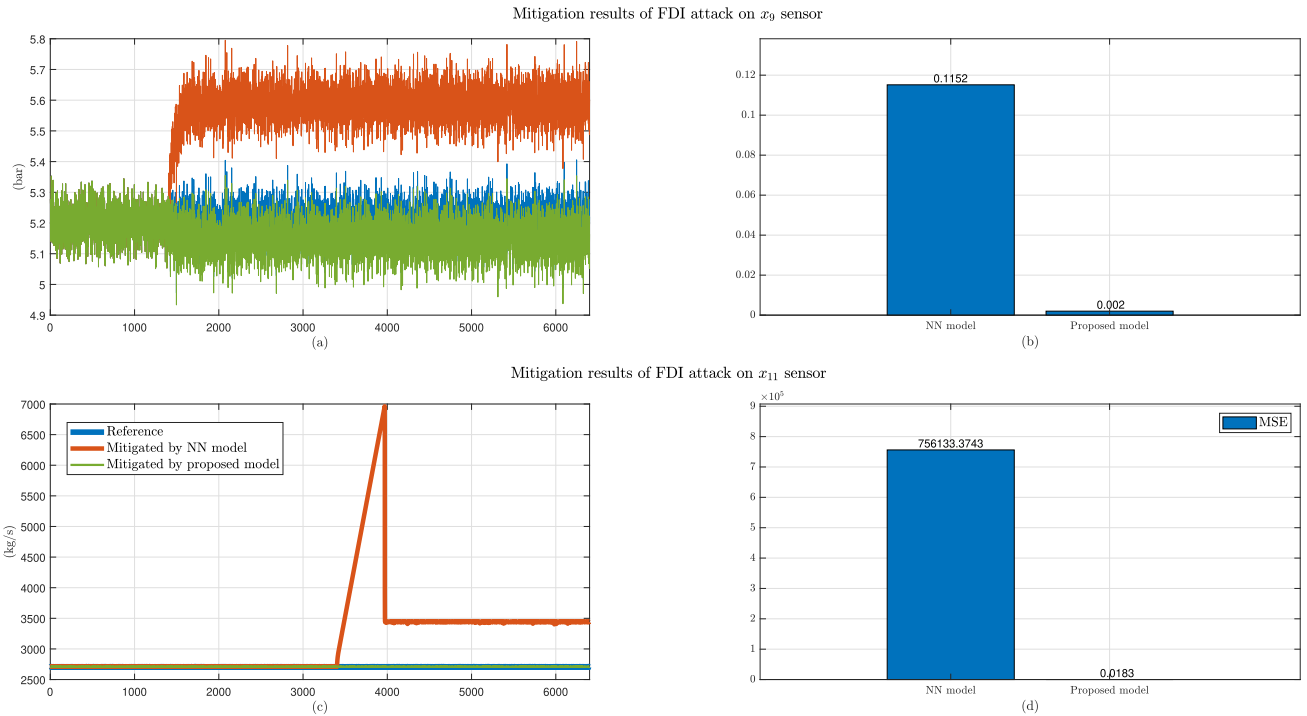 Mitigation results of FDI attack on x₉ sensor
5.8
5.7
5.6
5.5
5.4
5.3
5.2
5.1
5
4.9
(bar)
0 1000 2000 3000 4000 5000 6000
(a)
0.12
0.1
0.08
0.06
0.04
0.02
0
0.1152
0.002
NN model Proposed model
(b)
Mitigation results of FDI attack on x₁₁ sensor
7000
6500
6000
5500
5000
4500
4000
3500
3000
2500
(kg/s)
Reference
Mitigated by NN model
Mitigated by proposed model
0 1000 2000 3000 4000 5000 6000
(c)
×10⁵
9
8
7
6
5
4
3
2
1
0
MSE
756133.3743
0.0183
NN model Proposed model
(d)